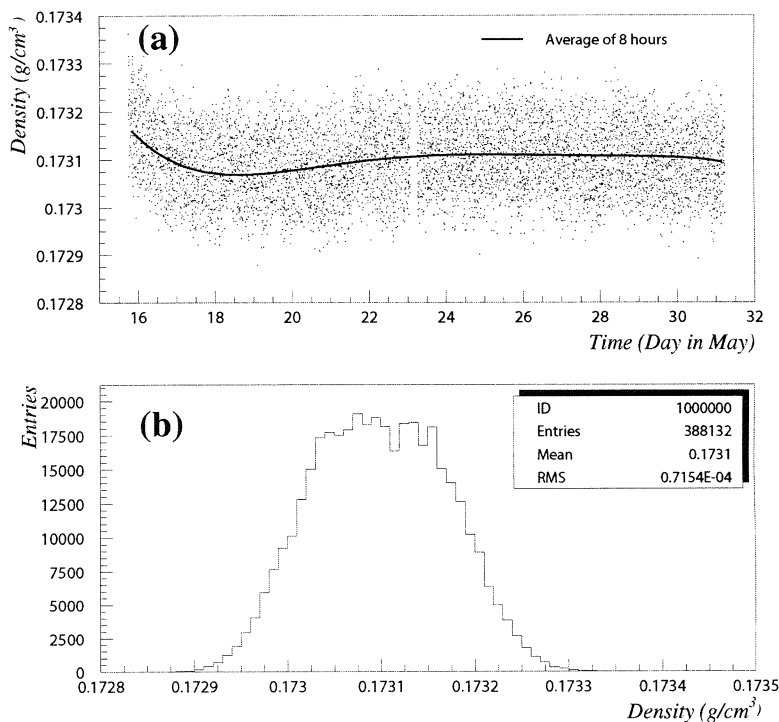 (a)
Average of 8 hours
Density (g/cm³)
0.1734
0.1733
0.1732
0.1731
0.173
0.1729
0.1728
16 18 20 22 24 26 28 30 32
Time (Day in May)
(b)
Entries
20000
17500
15000
12500
10000
7500
5000
2500
0
ID 1000000
Entries 388132
Mean 0.1731
RMS 0.7154E-04
0.1728 0.1729 0.173 0.1731 0.1732 0.1733 0.1734 0.1735
Density (g/cm³)